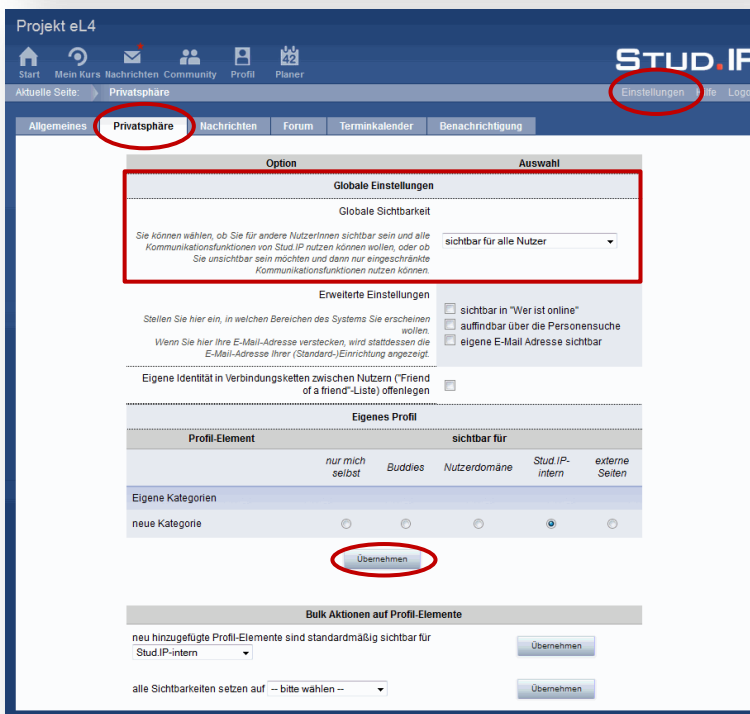 Projekt eL4
Start Mein Kurs Nachrichten Community Profil Planer
42
STUD.IP
Aktuelle Seite: Privatsphäre
Einstellungen Hilfe
Allgemeines Privatsphäre Nachrichten Forum Terminkalender Benachrichtigung
Option Auswahl
Globale Einstellungen
Globale Sichtbarkeit
Sie können wählen, ob Sie für andere NutzerInnen sichtbar sein und alle
Kommunikationsfunktionen von Stud.IP nutzen können wollen, oder ob
Sie unsichtbar sein möchten und dann nur eingeschränkte
Kommunikationsfunktionen nutzen können.
sichtbar für alle Nutzer
Erweiterte Einstellungen
Stellen Sie hier ein, in welchen Bereichen des Systems Sie erscheinen
wollen.
Wenn Sie hier Ihre E-Mail-Adresse verstecken, wird stattdessen die
E-Mail-Adresse Ihrer (Standard-)Einrichtung angezeigt.
sichtbar in "Wer ist online"
auffindbar über die Personensuche
eigene E-Mail Adresse sichtbar
Eigene Identität in Verbindungsketten zwischen Nutzern ("Friend
of a friend"-Liste) offenlegen
Eigenes Profil
Profil-Element sichtbar für
nur mich
selbst
Buddies
Nutzerdomäne
Stud.IP-
intern
externe
Seiten
Eigene Kategorien
neue Kategorie
Übernehmen
Bulk Aktionen auf Profil-Elemente
neu hinzugefügte Profil-Elemente sind standardmäßig sichtbar für
Stud.IP-intern
Übernehmen
alle Sichtbarkeiten setzen auf -- bitte wählen --
Übernehmen